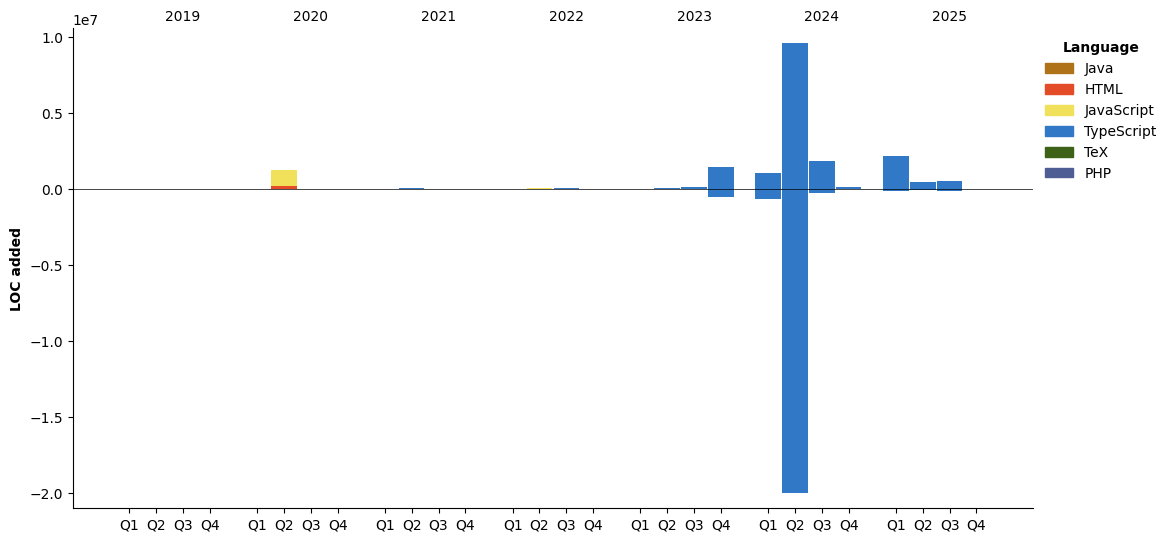 1e7
2019 2020 2021 2022 2023 2024 2025
1.0
0.5
0.0
−0.5
−1.0
−1.5
−2.0
LOC added
Q1 Q2 Q3 Q4 Q1 Q2 Q3 Q4 Q1 Q2 Q3 Q4 Q1 Q2 Q3 Q4 Q1 Q2 Q3 Q4 Q1 Q2 Q3 Q4 Q1 Q2 Q3 Q4
Language
Java
HTML
JavaScript
TypeScript
TeX
PHP